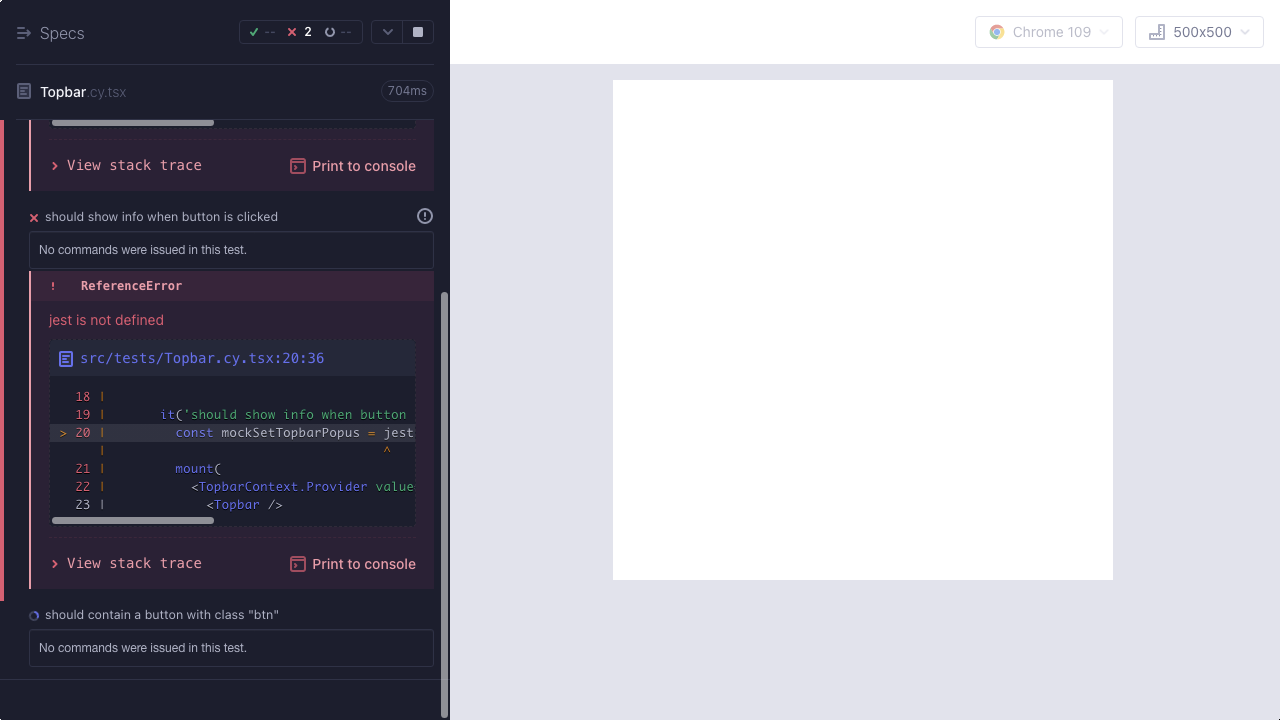 Specs
-- 2 --
Chrome 109
500x500
Topbar.cy.tsx
704ms
View stack trace
Print to console
should show info when button is clicked
No commands were issued in this test.
! ReferenceError
jest is not defined
src/tests/Topbar.cy.tsx:20:36
18 |
19 | it('should show info when button
> 20 | const mockSetTopbarPopus = jest
| ^
21 | mount(
22 | <TopbarContext.Provider value
23 | <Topbar />
View stack trace
Print to console
should contain a button with class "btn"
No commands were issued in this test.